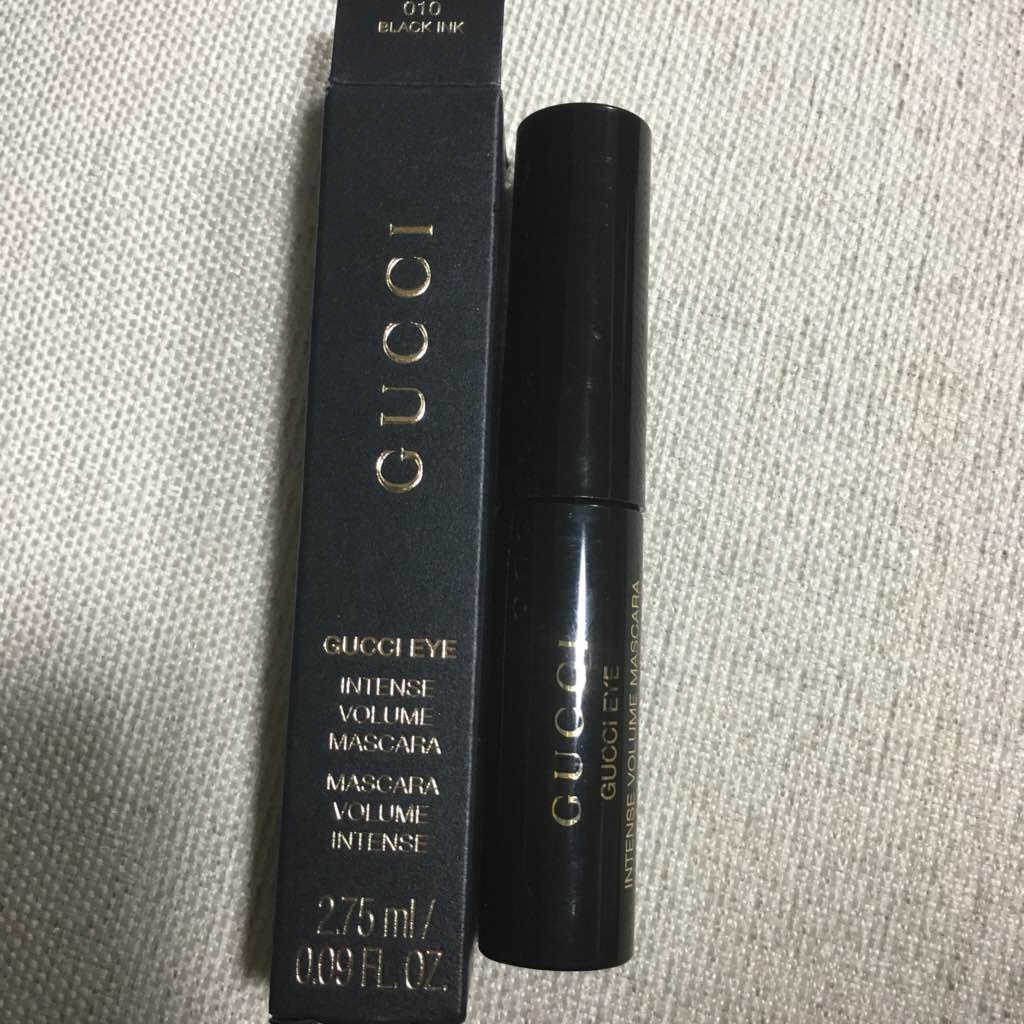 010
BLACK INK
GUCCI
GUCCI EYE
INTENSE
VOLUME
MASCARA
MASCARA
VOLUME
INTENSE
2.75 ml/
0.09 FL. OZ.
GUCCI
GUCCI EYE
INTENSE VOLUME MASCARA